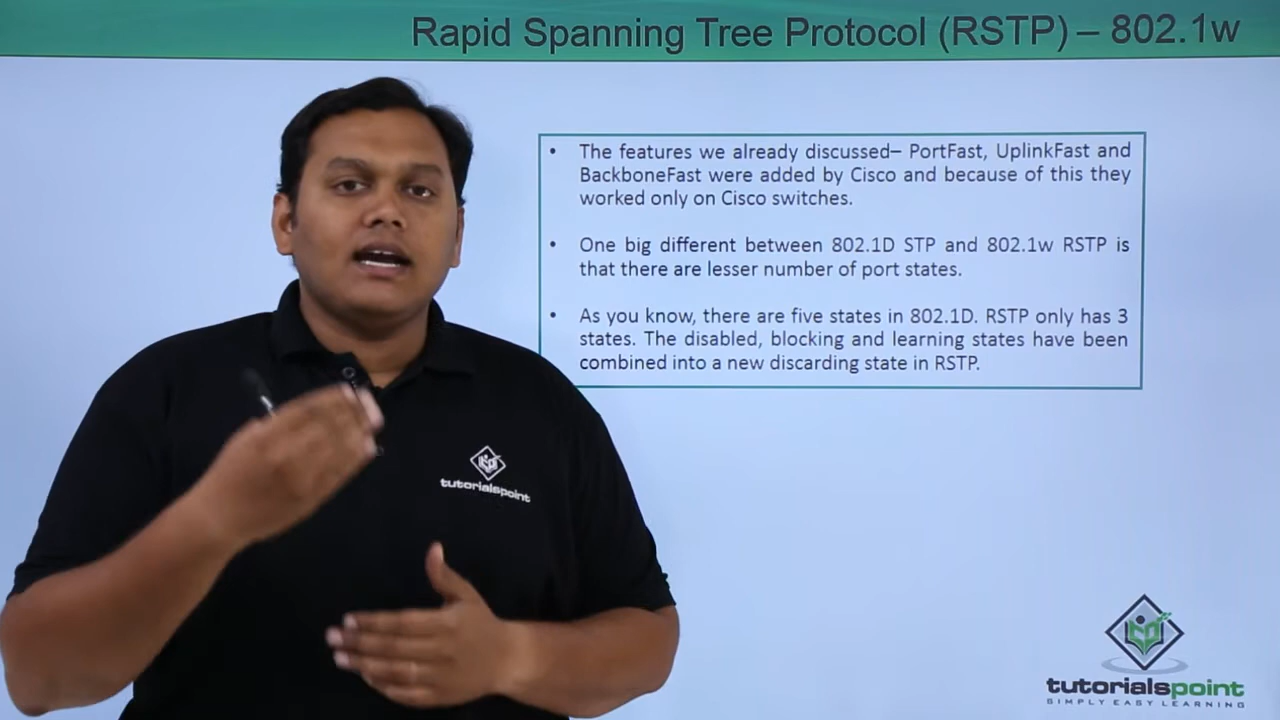 Rapid Spanning Tree Protocol (RSTP) – 802.1w
• The features we already discussed– PortFast, UplinkFast and
BackboneFast were added by Cisco and because of this they
worked only on Cisco switches.
• One big different between 802.1D STP and 802.1w RSTP is
that there are lesser number of port states.
• As you know, there are five states in 802.1D. RSTP only has 3
states. The disabled, blocking and learning states have been
combined into a new discarding state in RSTP.
tutorialspoint
tutorialspoint
SIMPLY EASY LEARNING